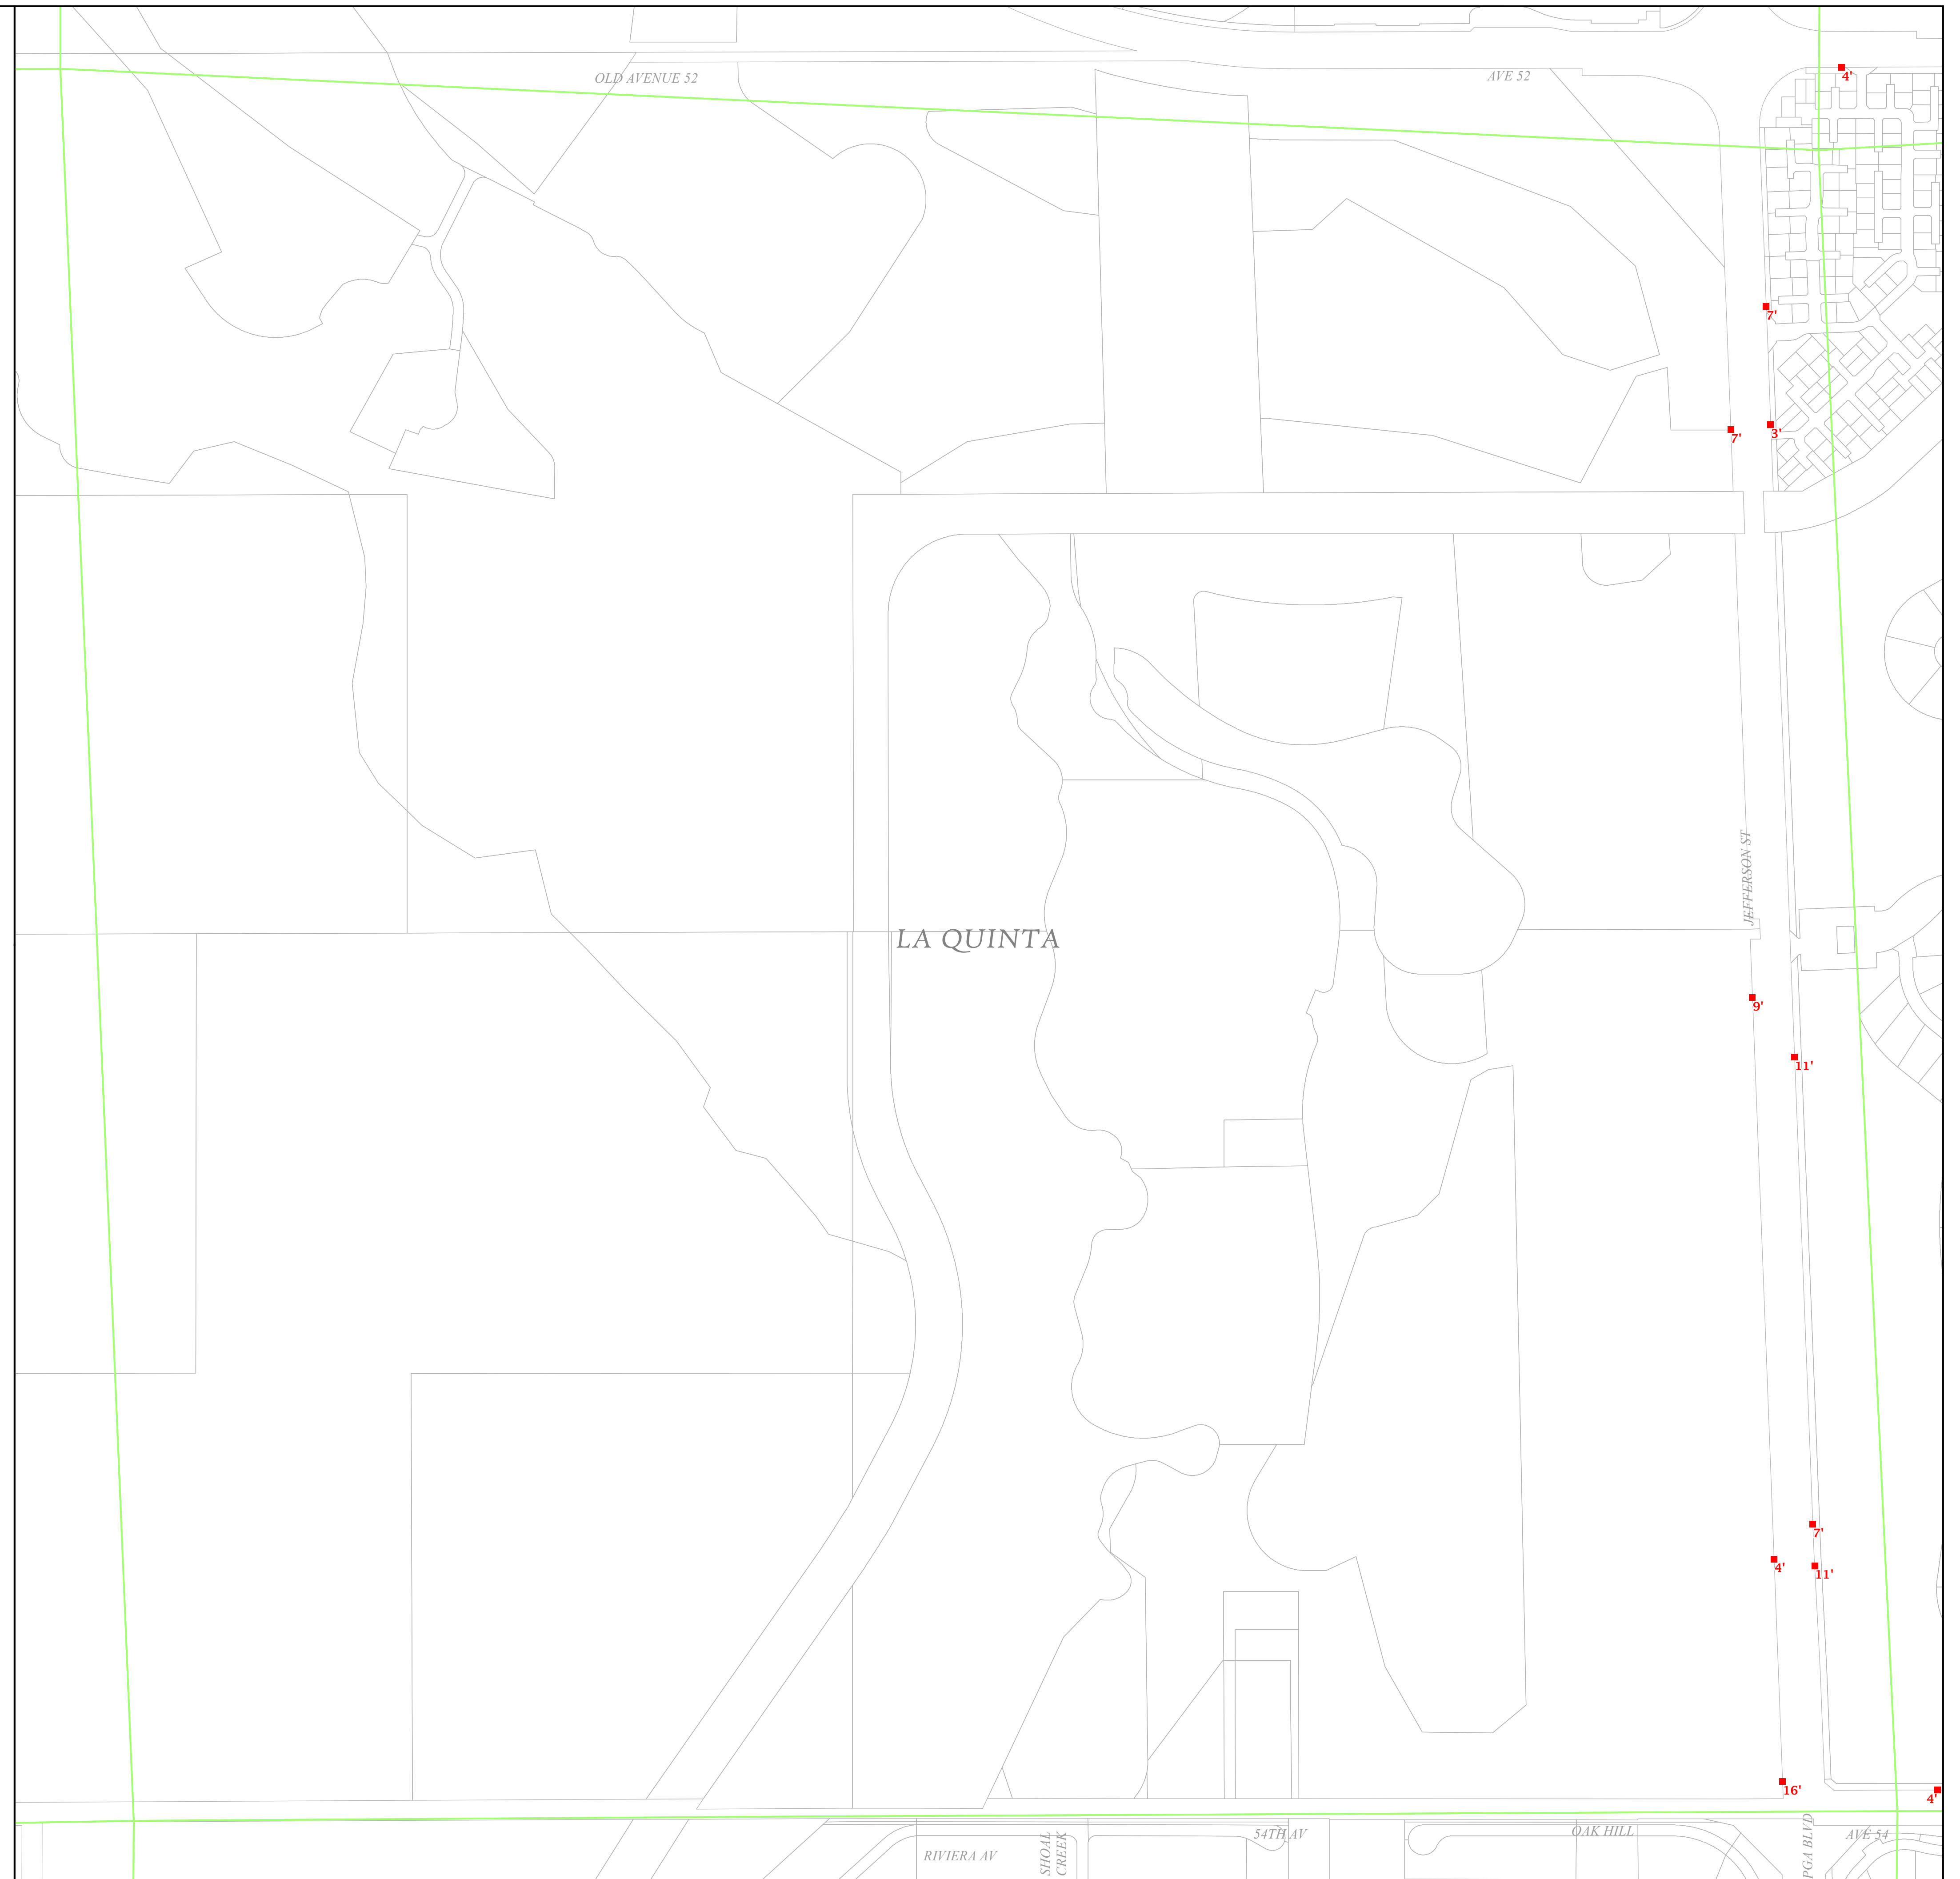 OLD AVENUE 52
AVE 52
4'
7'
7'
3'
JEFFERSON ST
LA QUINTA
9'
11'
7'
4'
11'
16'
4'
RIVIERA AV
SHOAL
CREEK
54TH AV
OAK HILL
PGA BLVD
AVE 54